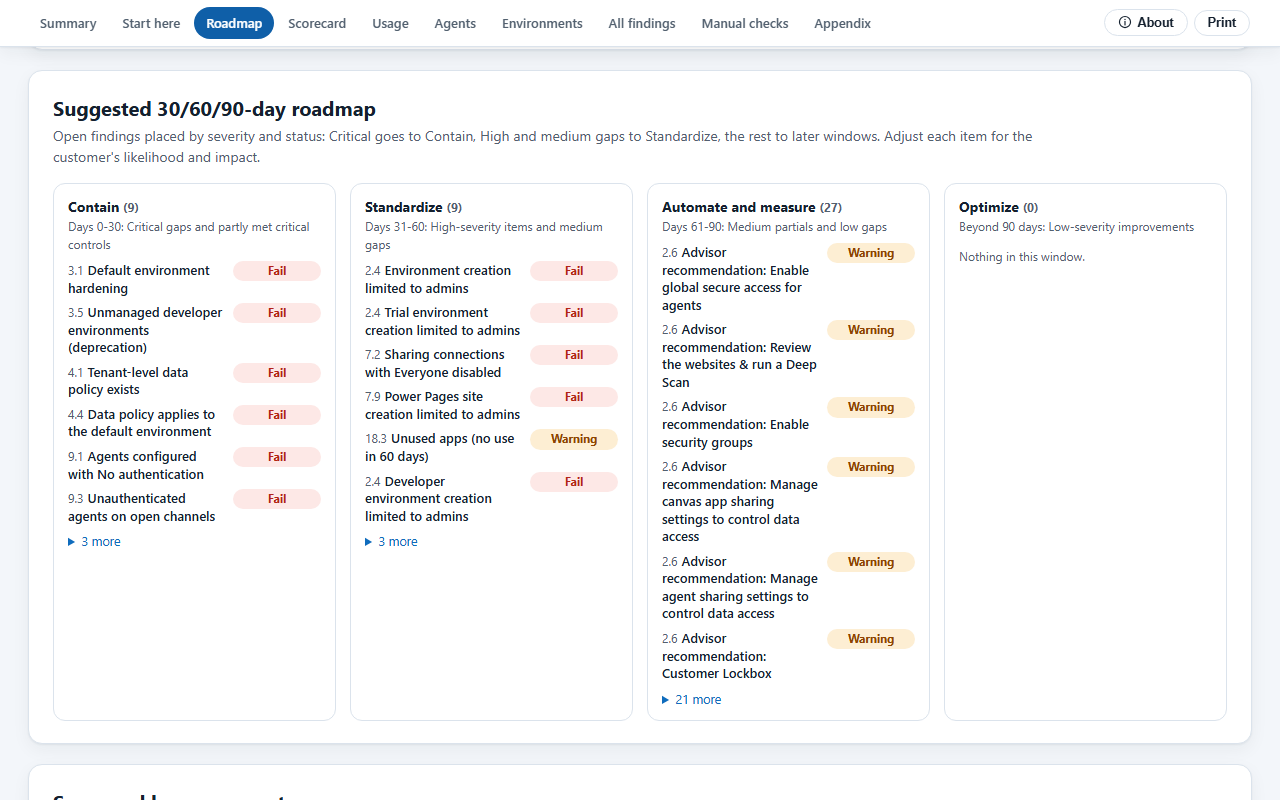 Summary Start here Roadmap Scorecard Usage Agents Environments All findings Manual checks Appendix About Print
Suggested 30/60/90-day roadmap
Open findings placed by severity and status: Critical goes to Contain, High and medium gaps to Standardize, the rest to later windows. Adjust each item for the
customer's likelihood and impact.
Contain (9)
Days 0-30: Critical gaps and partly met critical
controls
3.1 Default environment Fail
hardening
3.5 Unmanaged developer Fail
environments
(deprecation)
4.1 Tenant-level data Fail
policy exists
4.4 Data policy applies to Fail
the default environment
9.1 Agents configured Fail
with No authentication
9.3 Unauthenticated Fail
agents on open channels
3 more
Standardize (9)
Days 31-60: High-severity items and medium
gaps
2.4 Environment creation Fail
limited to admins
2.4 Trial environment Fail
creation limited to admins
7.2 Sharing connections Fail
with Everyone disabled
7.9 Power Pages site Fail
creation limited to admins
18.3 Unused apps (no use Warning
in 60 days)
2.4 Developer Fail
environment creation
limited to admins
3 more
Automate and measure (27)
Days 61-90: Medium partials and low gaps
2.6 Advisor Warning
recommendation: Enable
global secure access for
agents
2.6 Advisor Warning
recommendation: Review
the websites & run a Deep
Scan
2.6 Advisor Warning
recommendation: Enable
security groups
2.6 Advisor Warning
recommendation: Manage
canvas app sharing
settings to control data
access
2.6 Advisor Warning
recommendation: Manage
agent sharing settings to
control data access
2.6 Advisor Warning
recommendation:
Customer Lockbox
21 more
Optimize (0)
Beyond 90 days: Low-severity improvements
Nothing in this window.